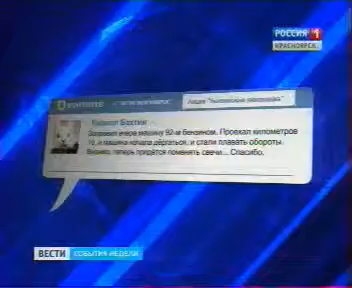 РОССИЯ 1
КРАСНОЯРСК
Бахтин
Заправил вчера машину 92-м бензином. Проехал километров
10, и машина начала дёргаться, и стали плавать обороты.
теперь придётся поменять свечи... Спасибо.
ВЕСТИ СОБЫТИЯ НЕДЕЛИ